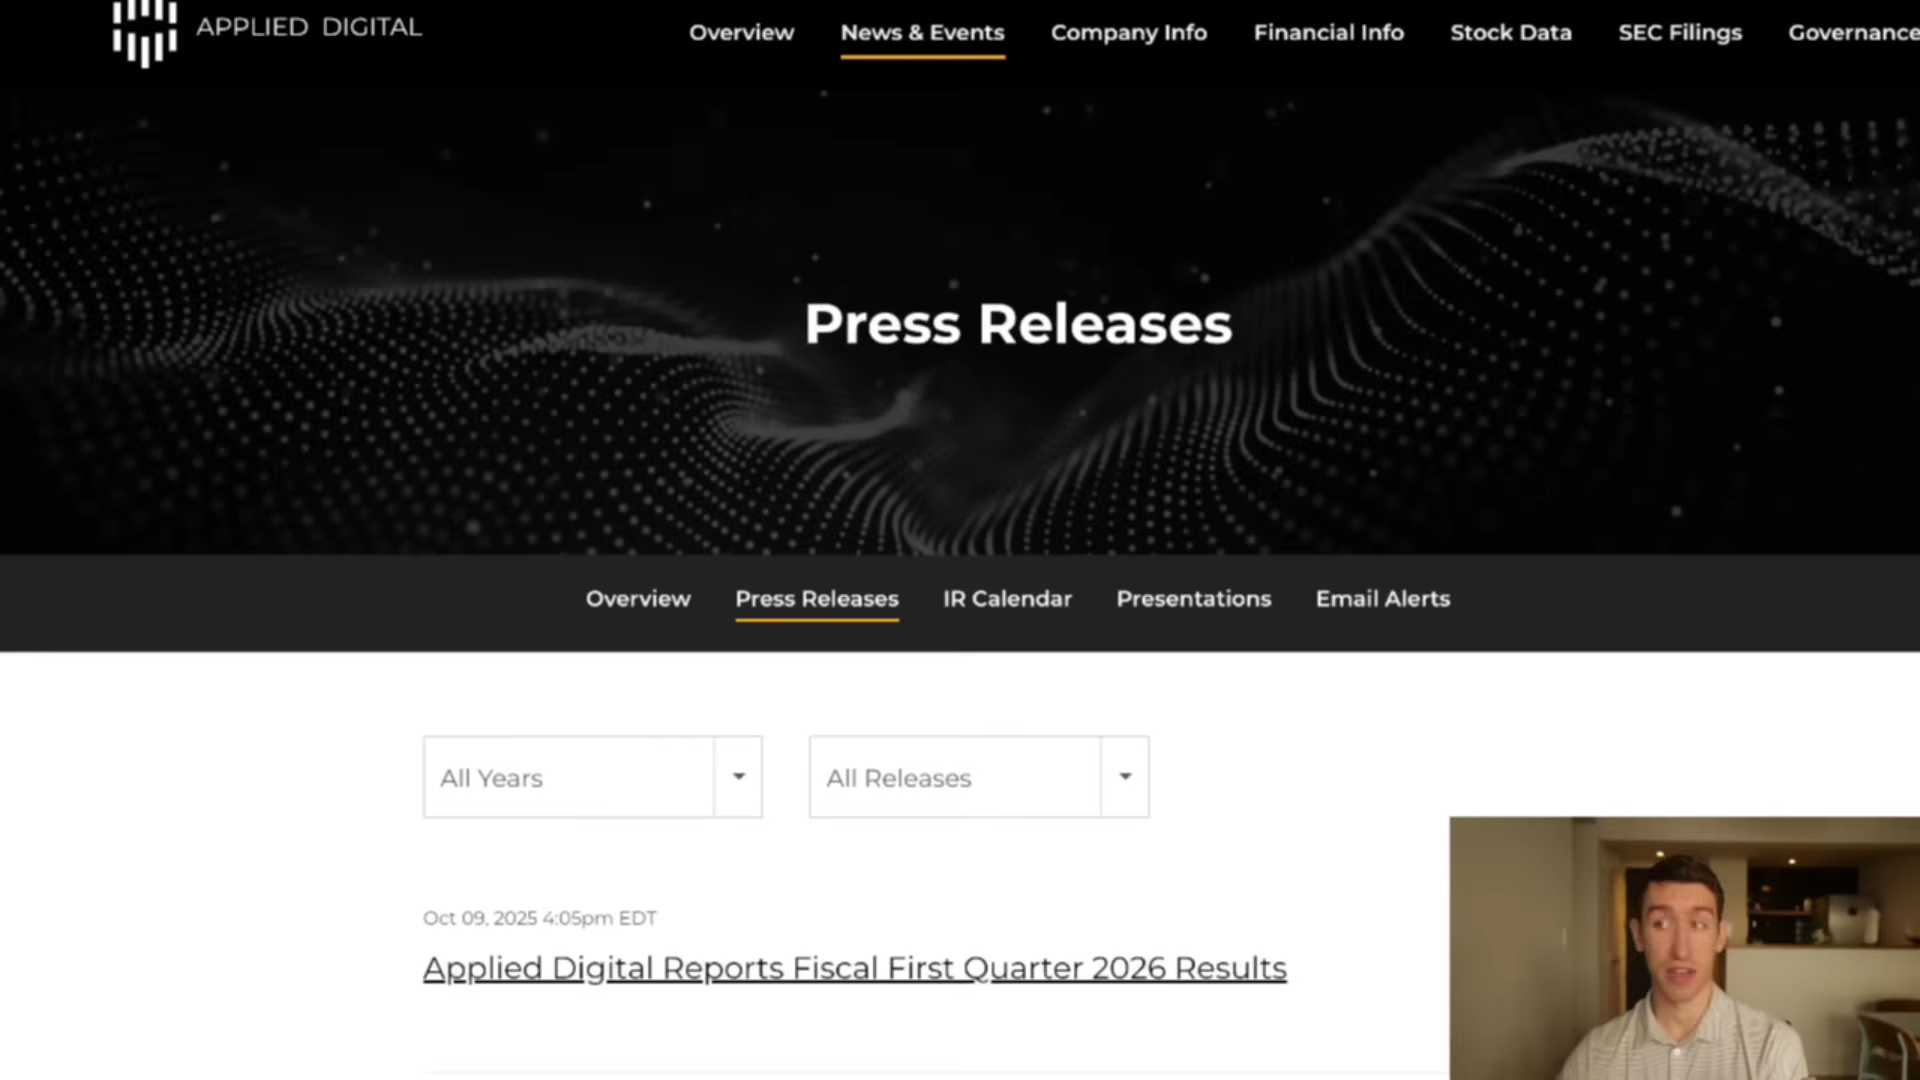 APPLIED DIGITAL
Overview News & Events Company Info Financial Info Stock Data SEC Filings Governance
Press Releases
Overview Press Releases IR Calendar Presentations Email Alerts
All Years All Releases
Oct 09, 2025 4:05pm EDT
Applied Digital Reports Fiscal First Quarter 2026 Results